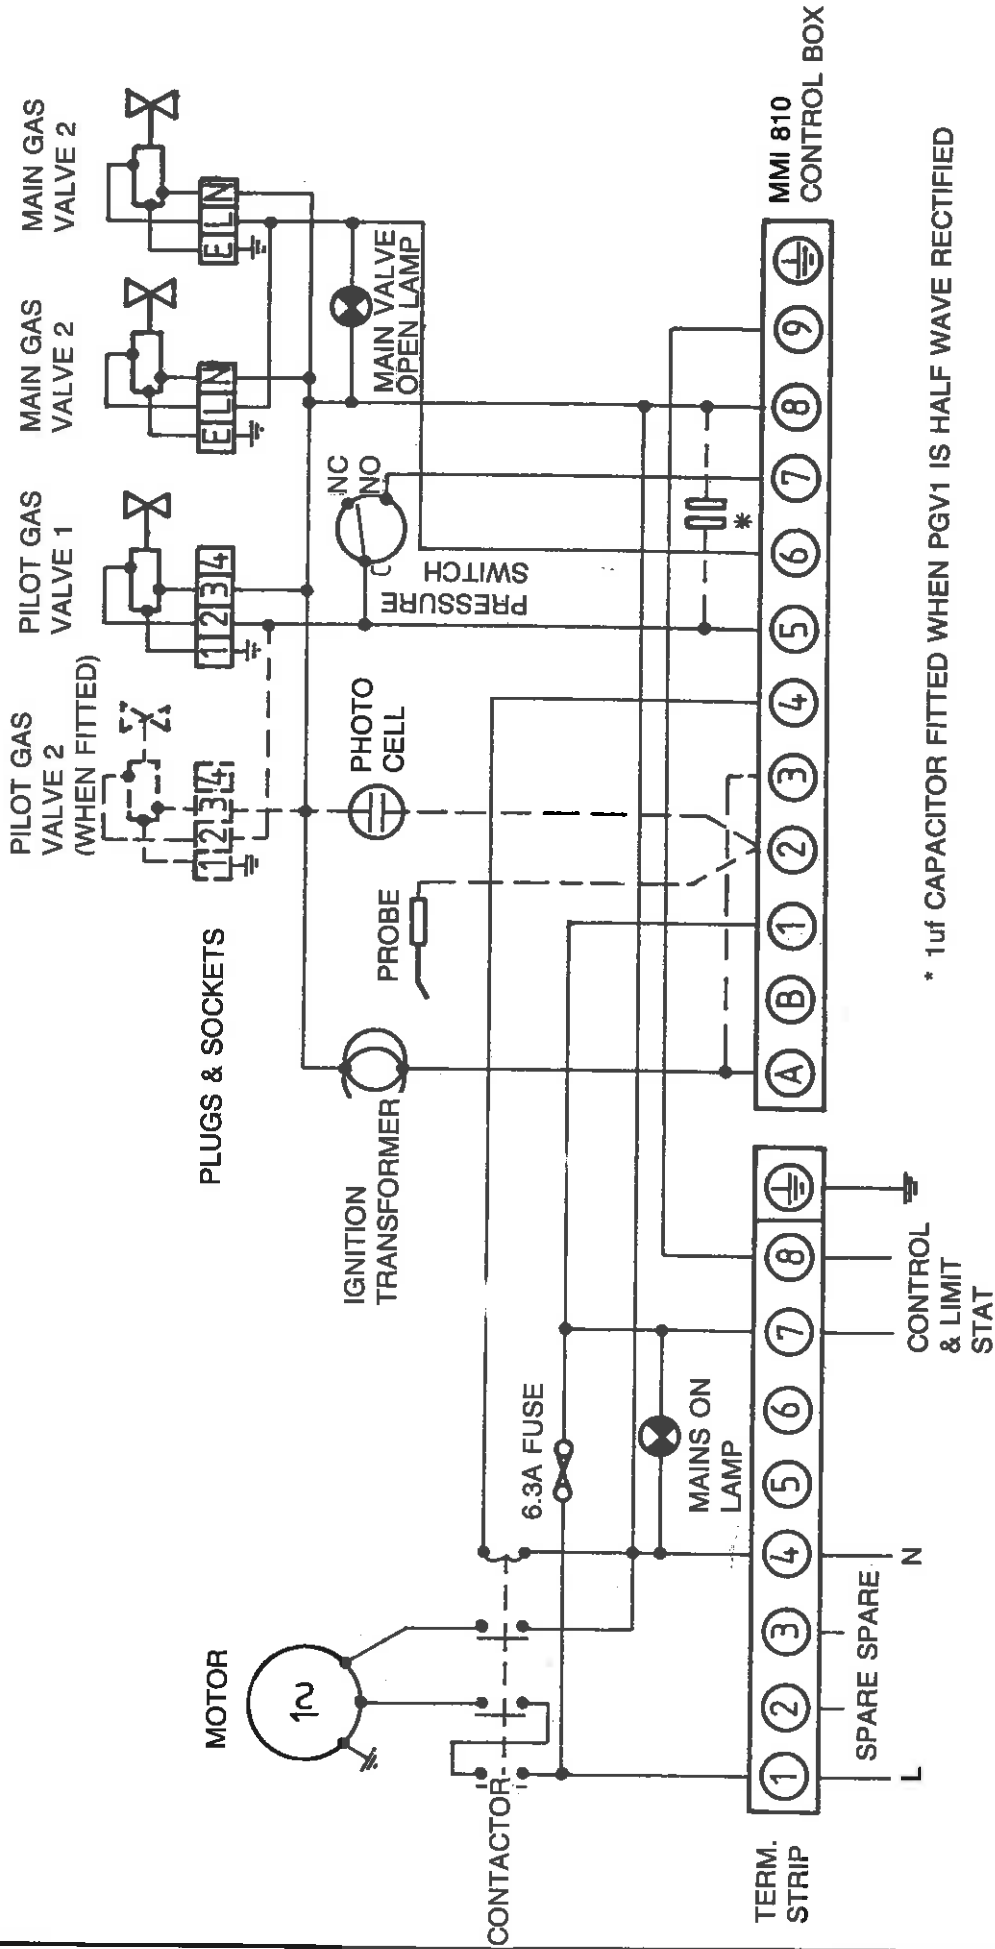 PILOT GAS
VALVE 2
(WHEN FITTED)
PILOT GAS
VALVE 1
MAIN GAS
VALVE 2
MAIN GAS
VALVE 2
1 2 3 4
1 2 3 4
E L N
E L N
PLUGS & SOCKETS
MOTOR
1~
CONTACTOR
IGNITION
TRANSFORMER
PROBE
PHOTO
CELL
PRESSURE
SWITCH
C
NC
NO
MAIN VALVE
OPEN LAMP
6.3A FUSE
MAINS ON
LAMP
*
TERM.
STRIP
1 2 3 4 5 6 7 8
A B 1 2 3 4 5 6 7 8 9
MMI 810
CONTROL BOX
L
SPARE SPARE
N
CONTROL
& LIMIT
STAT
* 1uf CAPACITOR FITTED WHEN PGV1 IS HALF WAVE RECTIFIED